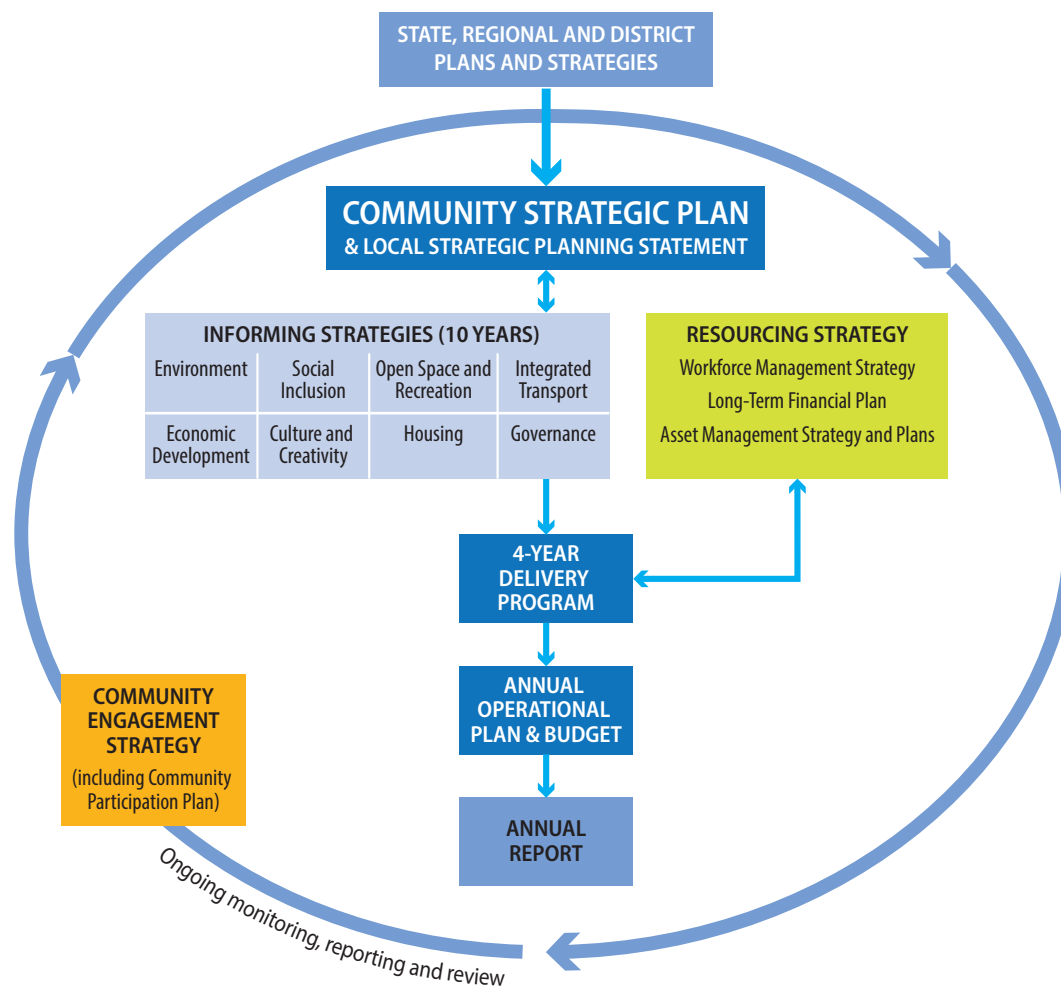 STATE, REGIONAL AND DISTRICT
PLANS AND STRATEGIES
COMMUNITY STRATEGIC PLAN
& LOCAL STRATEGIC PLANNING STATEMENT
INFORMING STRATEGIES (10 YEARS)
Environment
Social
Inclusion
Open Space and
Recreation
Integrated
Transport
Economic
Development
Culture and
Creativity
Housing
Governance
RESOURCING STRATEGY
Workforce Management Strategy
Long-Term Financial Plan
Asset Management Strategy and Plans
4-YEAR
DELIVERY
PROGRAM
ANNUAL
OPERATIONAL
PLAN & BUDGET
ANNUAL
REPORT
COMMUNITY
ENGAGEMENT
STRATEGY
(including Community
Participation Plan)
Ongoing monitoring, reporting and review